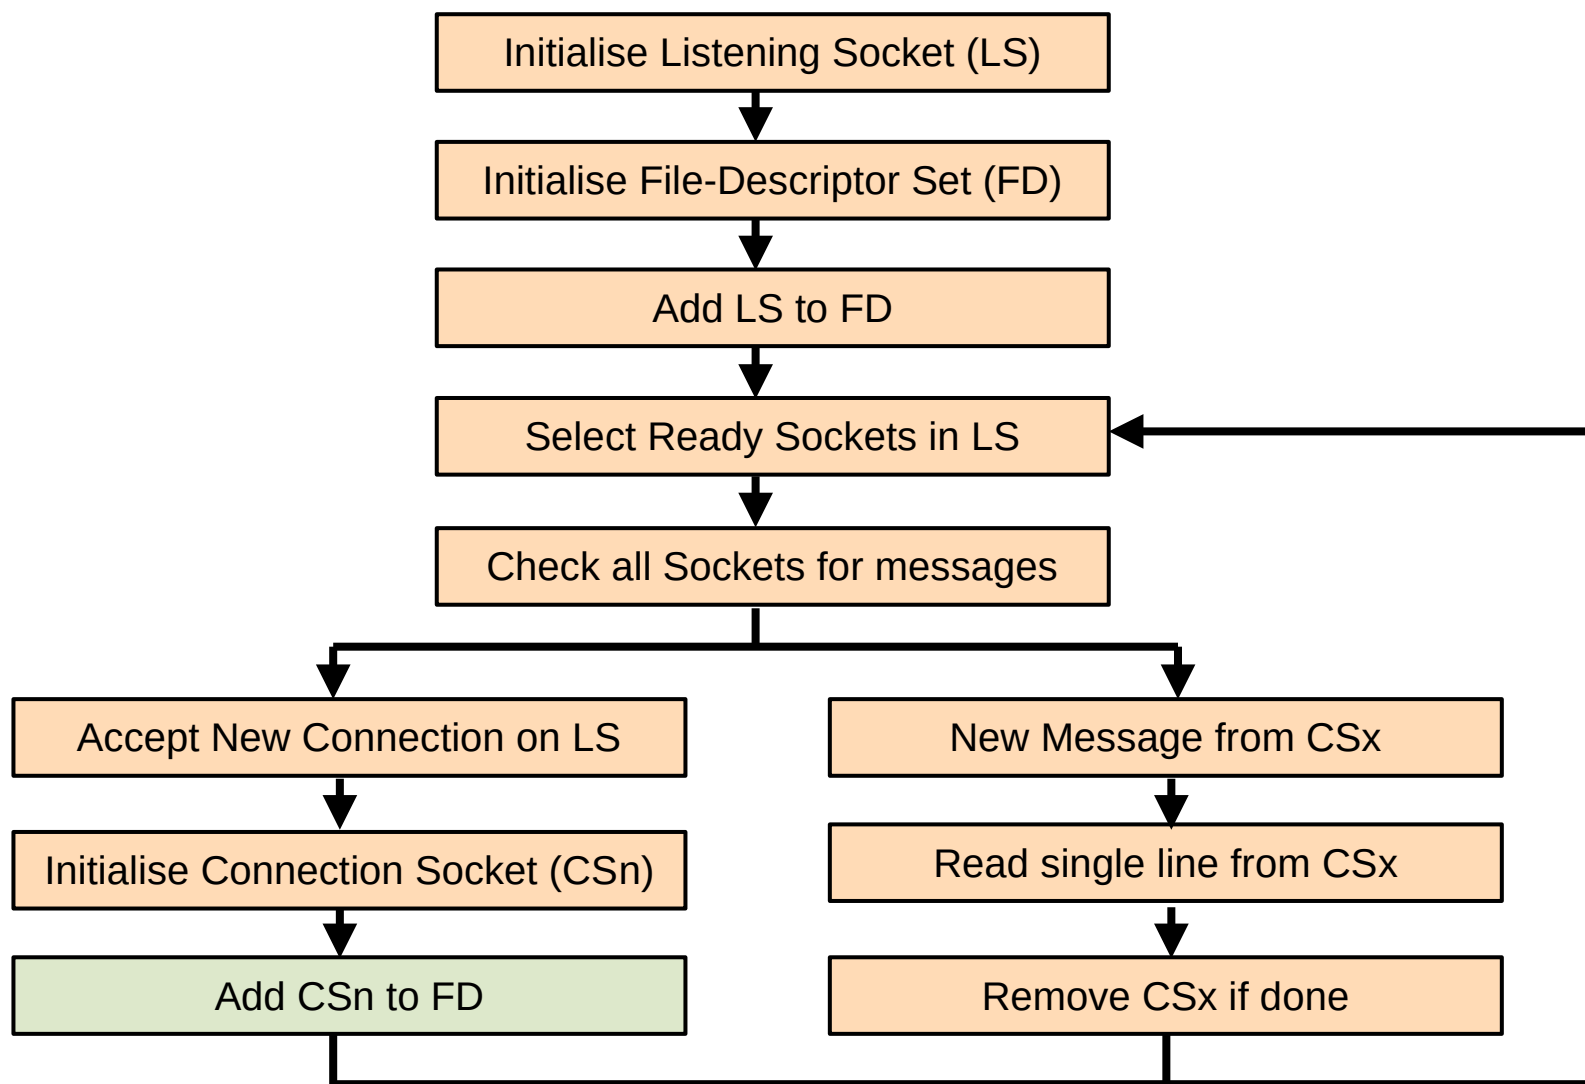 Initialise Listening Socket (LS)
Initialise File-Descriptor Set (FD)
Add LS to FD
Select Ready Sockets in LS
Check all Sockets for messages
Accept New Connection on LS
Initialise Connection Socket (CSn)
Add CSn to FD
New Message from CSx
Read single line from CSx
Remove CSx if done